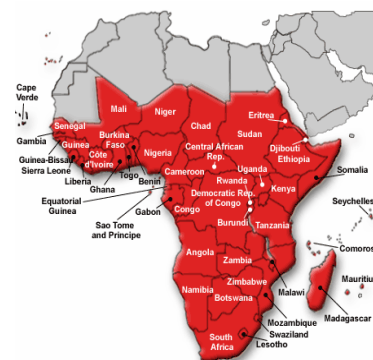 Cape
Verde
Mali
Niger
Chad
Sudan
Eritrea
Senegal
Gambia
Guinea
Burkina
Faso
Djibouti
Ethiopia
Guinea-Bissau
Sierra Leone
Côte
d'Ivoire
Nigeria
Central African
Rep.
Liberia
Ghana
Togo
Benin
Cameroon
Uganda
Somalia
Equatorial
Guinea
Rwanda
Kenya
Democratic Rep.
of Congo
Gabon
Congo
Seychelles
Sao Tome
and Principe
Burundi
Tanzania
Comoros
Angola
Zambia
Malawi
Mauritiu
Zimbabwe
Namibia
Botswana
Mozambique
Madagascar
Swaziland
South
Africa
Lesotho